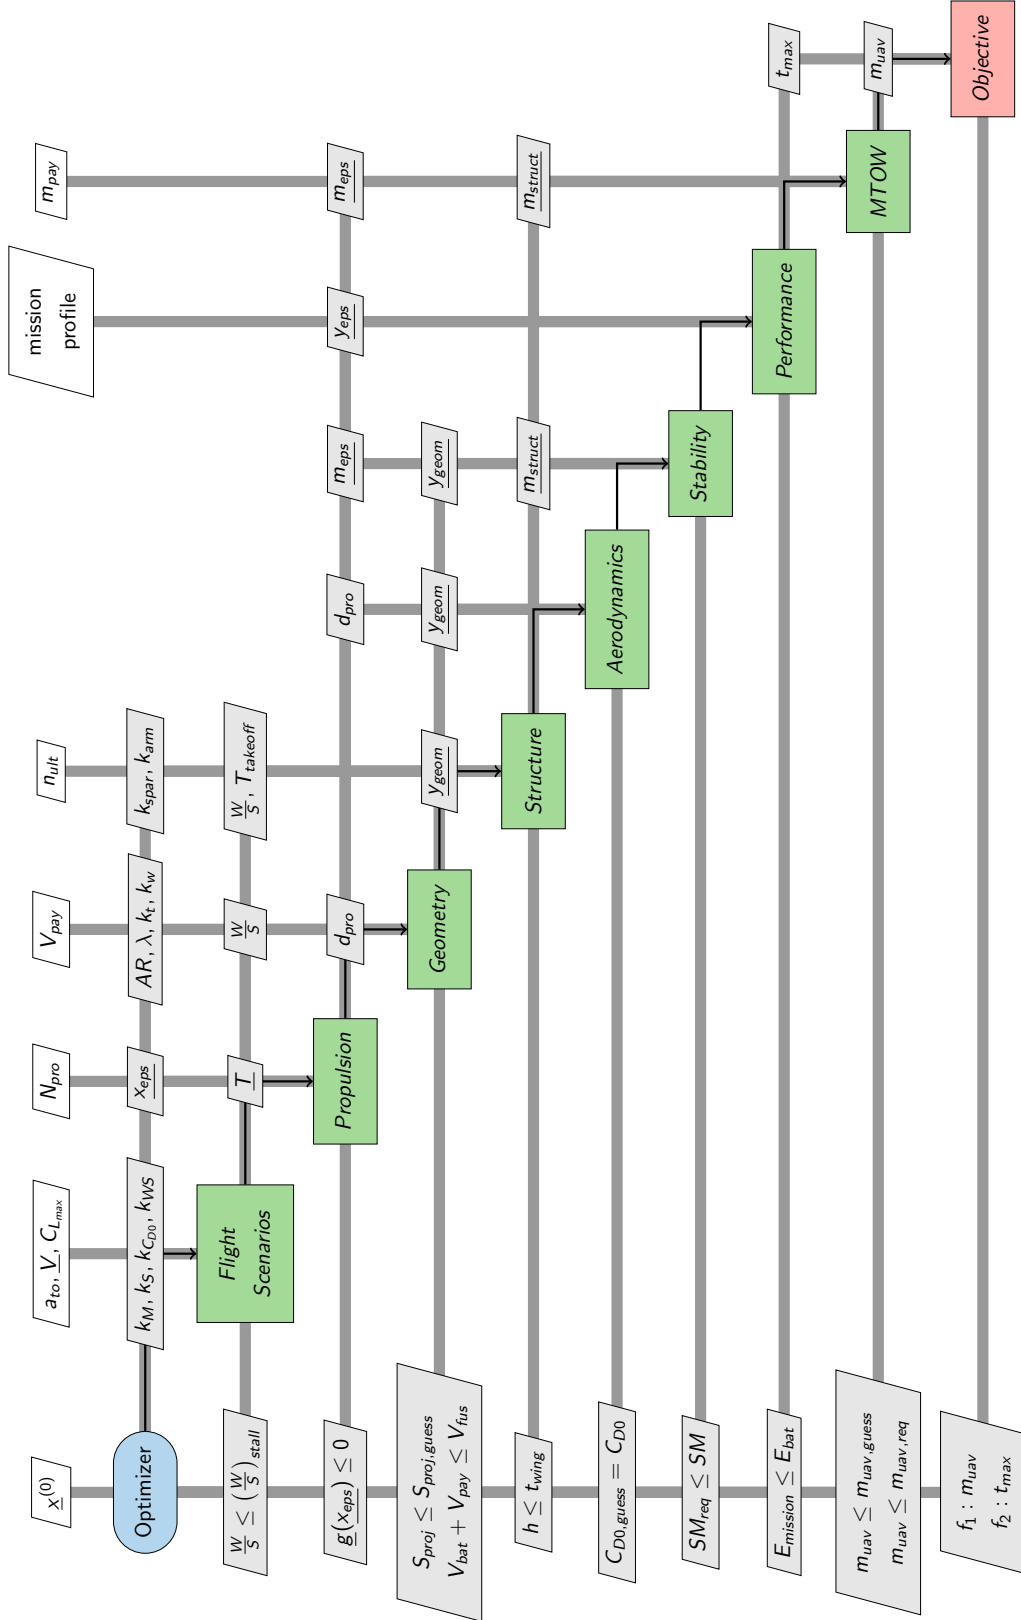 x^(0)
a_to, V, C_Lmax
N_pro
V_pay
n_ult
mission
profile
m_pay
Optimizer
k_M, k_S, k_CD0, k_WS
x_eps
AR, λ, k_t, k_w
k_spar, k_arm
W/S ≤ (W/S)_stall
Flight
Scenarios
T
W/S
W/S, T_takeoff
g(x_eps) ≤ 0
Propulsion
d_pro
d_pro
m_eps
y_eps
m_eps
S_proj ≤ S_proj,guess
V_bat + V_pay ≤ V_fus
Geometry
y_geom
y_geom
y_geom
h ≤ t_wing
Structure
m_struct
m_struct
C_D0,guess = C_D0
Aerodynamics
SM_req ≤ SM
Stability
E_mission ≤ E_bat
Performance
t_max
m_uav ≤ m_uav,guess
m_uav ≤ m_uav,req
MTOW
m_uav
f_1 : m_uav
f_2 : t_max
Objective